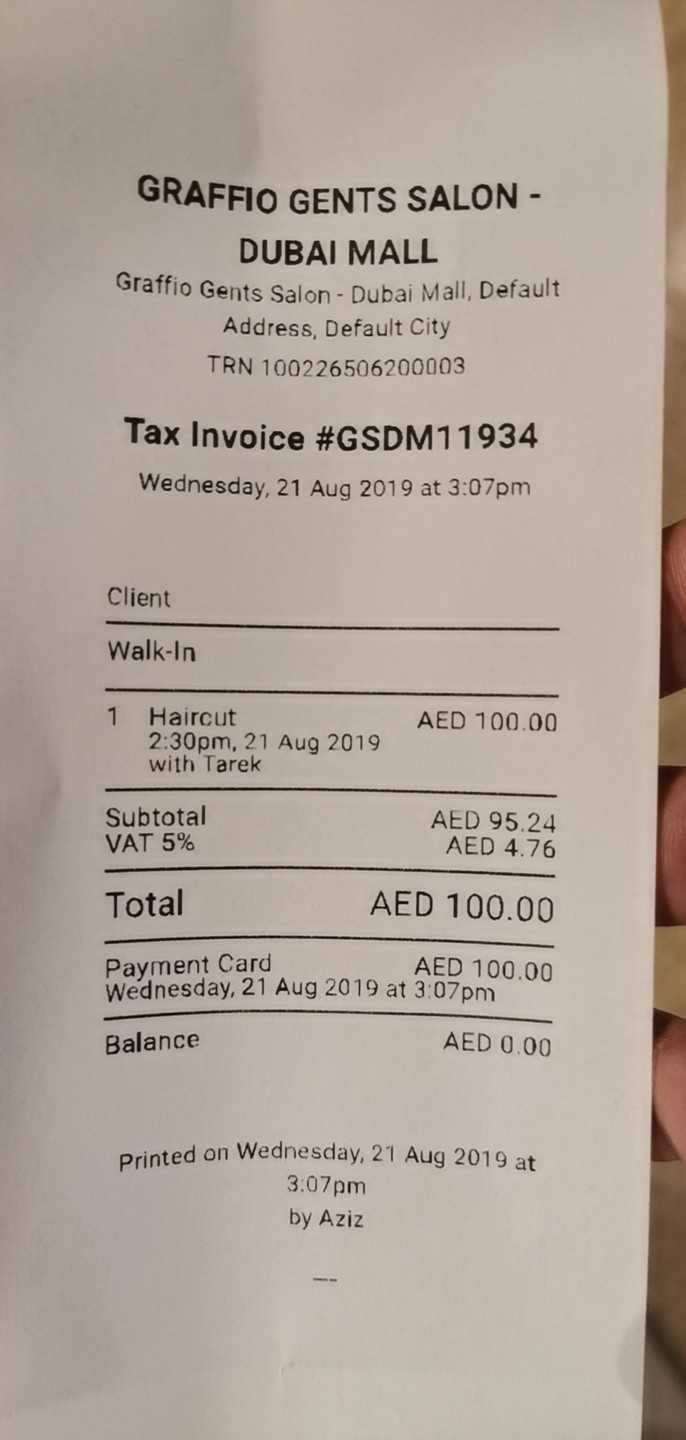 GRAFFIO GENTS SALON -
DUBAI MALL
Graffio Gents Salon - Dubai Mall, Default
Address, Default City
TRN 100226506200003
Tax Invoice #GSDM11934
Wednesday, 21 Aug 2019 at 3:07pm
Client
Walk-In
1 Haircut AED 100.00
2:30pm, 21 Aug 2019
with Tarek
Subtotal AED 95.24
VAT 5% AED 4.76
Total AED 100.00
Payment Card AED 100.00
Wednesday, 21 Aug 2019 at 3:07pm
Balance AED 0.00
Printed on Wednesday, 21 Aug 2019 at
3:07pm
by Aziz
---